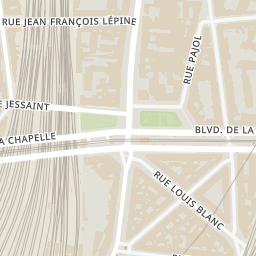 RUE JEAN FRANÇOIS LÉPINE
RUE PAJOL
E JESSAINT
BLVD. DE LA
A CHAPELLE
RUE LOUIS BLANC